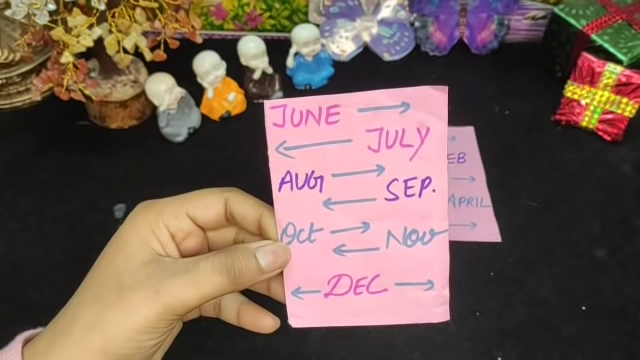 JUNE →
← JULY
AUG →
← SEP.
Oct →
← Nov
← DEC →
EB
→
APRIL
→